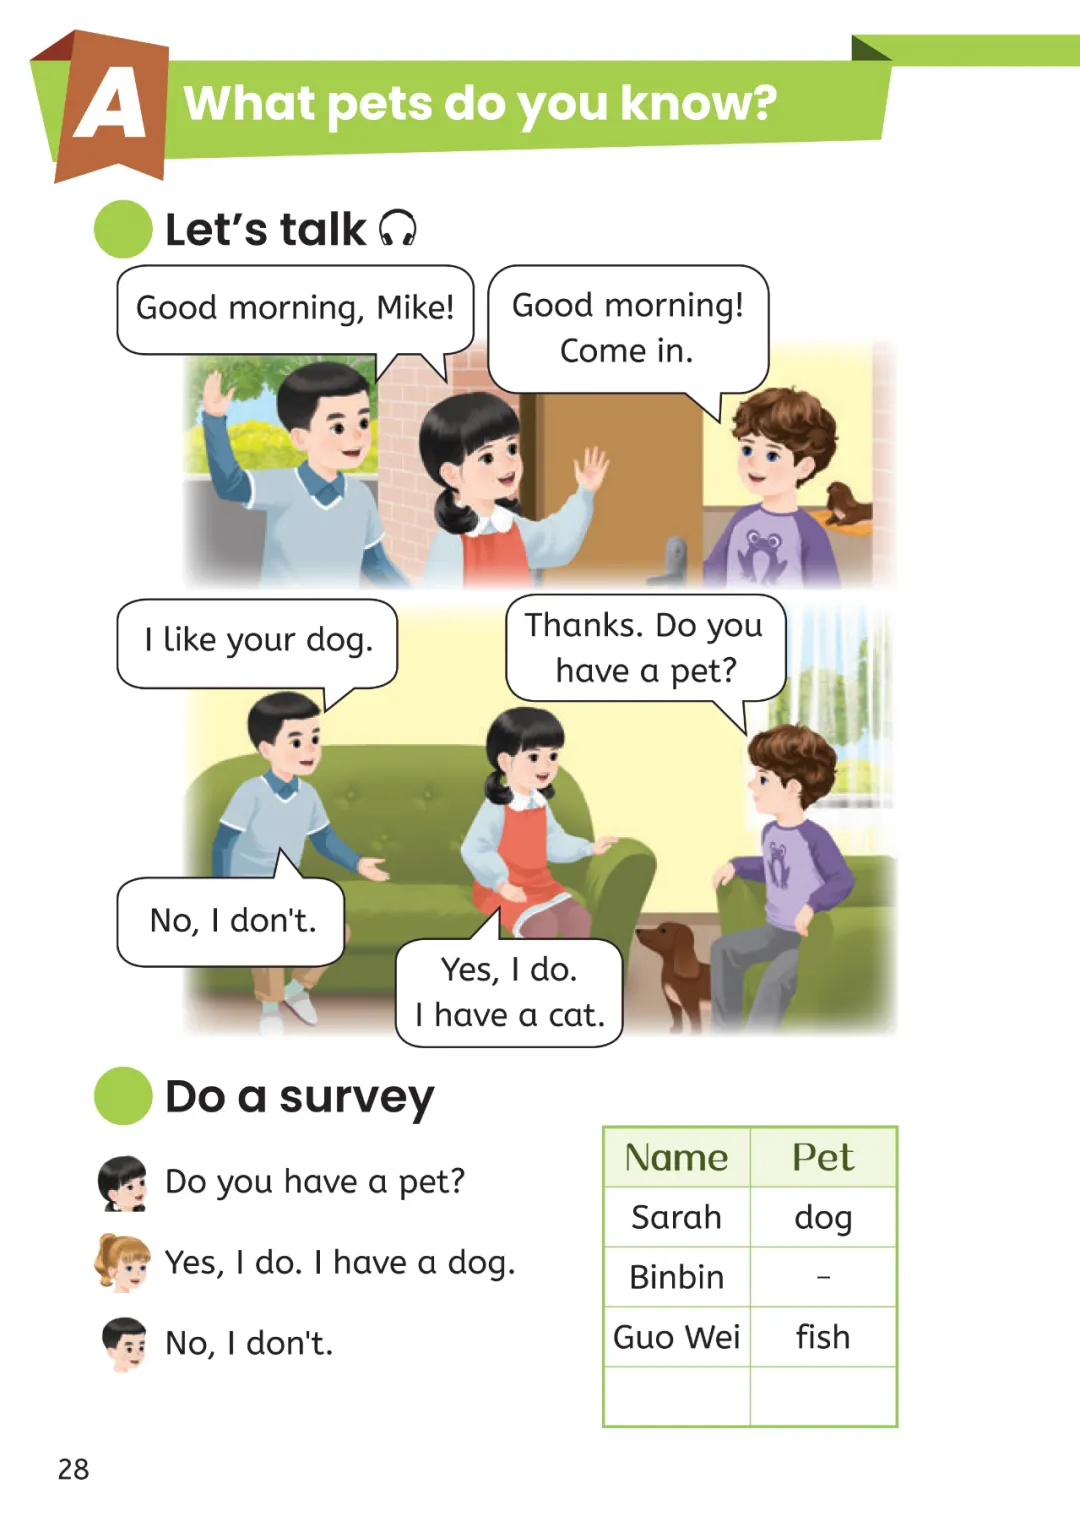 A
What pets do you know?
Let's talk
Good morning, Mike!
Good morning!
Come in.
I like your dog.
Thanks. Do you
have a pet?
No, I don't.
Yes, I do.
I have a cat.
Do a survey
Do you have a pet?
Yes, I do. I have a dog.
No, I don't.
Name Pet
Sarah dog
Binbin –
Guo Wei fish
28